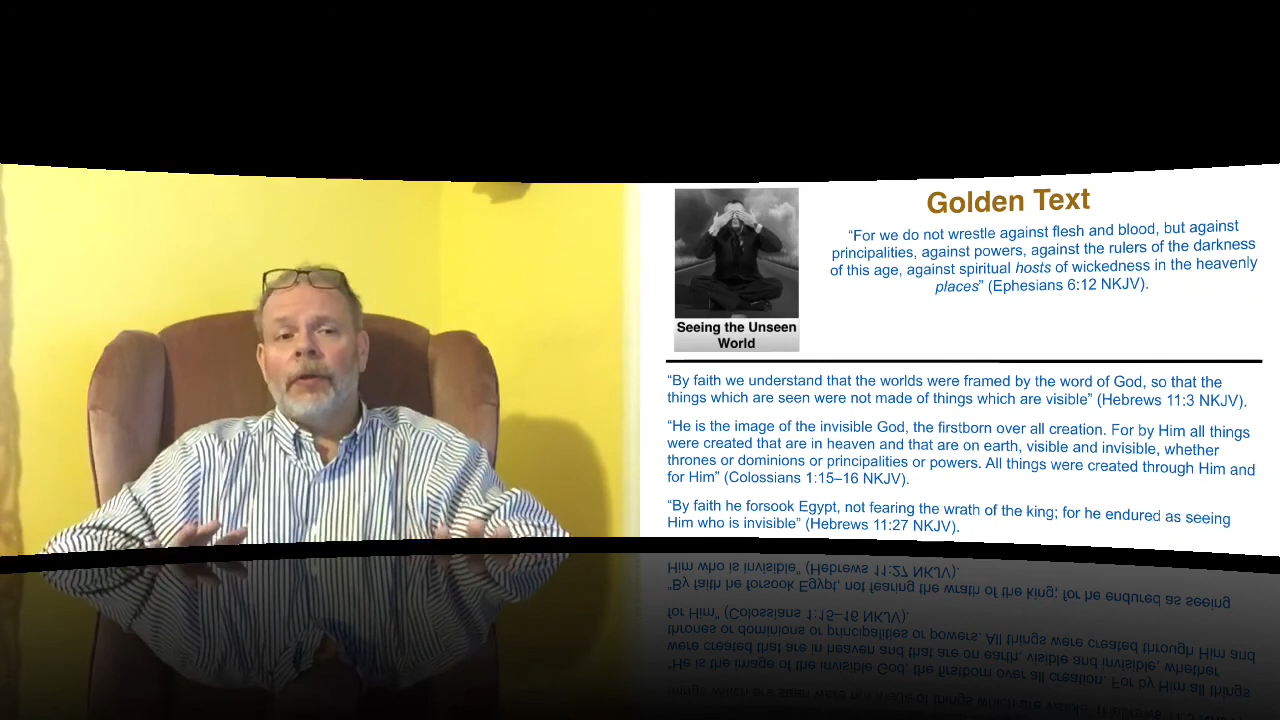 Golden Text
“For we do not wrestle against flesh and blood, but against
principalities, against powers, against the rulers of the darkness
of this age, against spiritual hosts of wickedness in the heavenly
places” (Ephesians 6:12 NKJV).
Seeing the Unseen
World
“By faith we understand that the worlds were framed by the word of God, so that the
things which are seen were not made of things which are visible” (Hebrews 11:3 NKJV).
“He is the image of the invisible God, the firstborn over all creation. For by Him all things
were created that are in heaven and that are on earth, visible and invisible, whether
thrones or dominions or principalities or powers. All things were created through Him and
for Him” (Colossians 1:15–16 NKJV).
“By faith he forsook Egypt, not fearing the wrath of the king; for he endured as seeing
Him who is invisible” (Hebrews 11:27 NKJV).